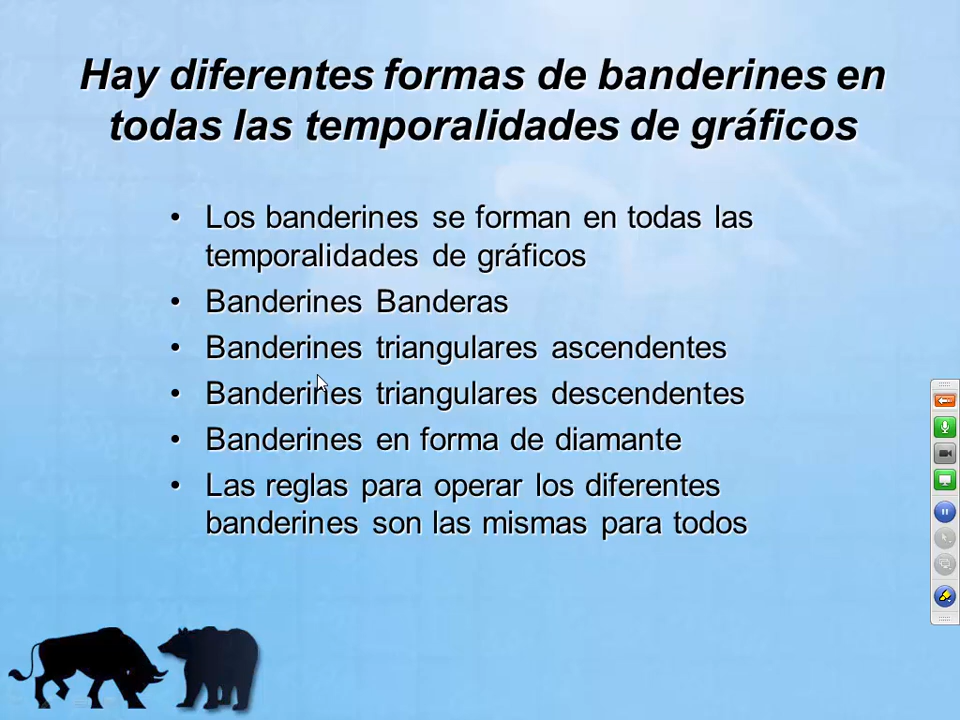 Hay diferentes formas de banderines en
todas las temporalidades de gráficos
• Los banderines se forman en todas las
temporalidades de gráficos
• Banderines Banderas
• Banderines triangulares ascendentes
• Banderines triangulares descendentes
• Banderines en forma de diamante
• Las reglas para operar los diferentes
banderines son las mismas para todos